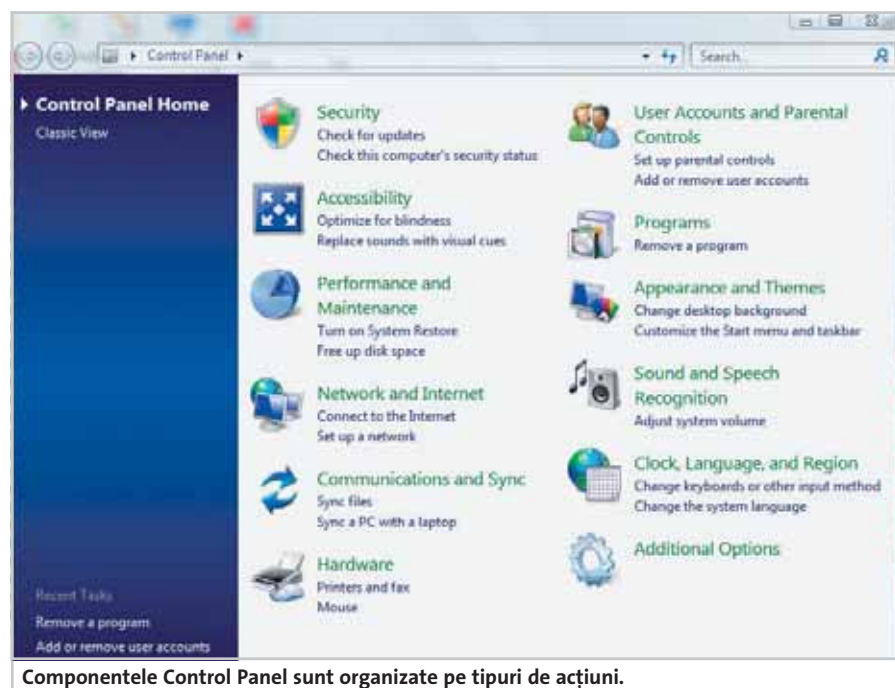 Control Panel
Search...
Control Panel Home
Classic View
Security
Check for updates
Check this computer's security status
Accessibility
Optimize for blindness
Replace sounds with visual cues
Performance and
Maintenance
Turn on System Restore
Free up disk space
Network and Internet
Connect to the Internet
Set up a network
Communications and Sync
Sync files
Sync a PC with a laptop
Hardware
Printers and fax
Mouse
User Accounts and Parental
Controls
Set up parental controls
Add or remove user accounts
Programs
Remove a program
Appearance and Themes
Change desktop background
Customize the Start menu and taskbar
Sound and Speech
Recognition
Adjust system volume
Clock, Language, and Region
Change keyboards or other input method
Change the system language
Additional Options
Recent Tasks
Remove a program
Add or remove user accounts
Componentele Control Panel sunt organizate pe tipuri de acțiuni.